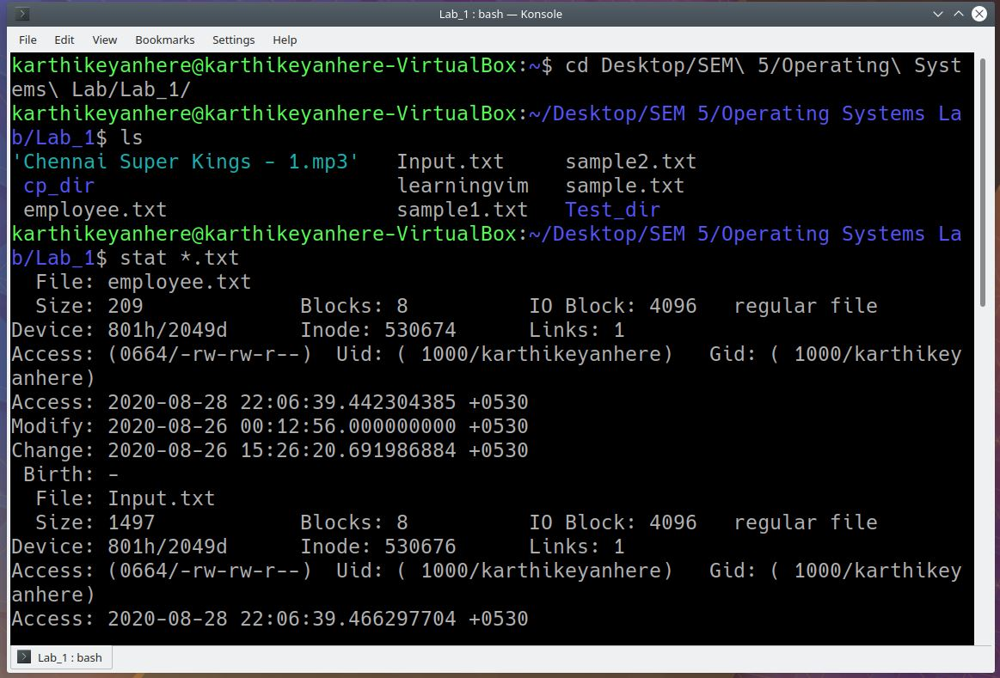 Lab_1 : bash — Konsole
File Edit View Bookmarks Settings Help
karthikeyanhere@karthikeyanhere-VirtualBox:~$ cd Desktop/SEM\ 5/Operating\ Syst
ems\ Lab/Lab_1/
karthikeyanhere@karthikeyanhere-VirtualBox:~/Desktop/SEM 5/Operating Systems La
b/Lab_1$ ls
'Chennai Super Kings - 1.mp3'   Input.txt     sample2.txt
 cp_dir                         learningvim   sample.txt
 employee.txt                   sample1.txt   Test_dir
karthikeyanhere@karthikeyanhere-VirtualBox:~/Desktop/SEM 5/Operating Systems La
b/Lab_1$ stat *.txt
  File: employee.txt
  Size: 209             Blocks: 8          IO Block: 4096   regular file
Device: 801h/2049d      Inode: 530674      Links: 1
Access: (0664/-rw-rw-r--)  Uid: ( 1000/karthikeyanhere)   Gid: ( 1000/karthikey
anhere)
Access: 2020-08-28 22:06:39.442304385 +0530
Modify: 2020-08-26 00:12:56.000000000 +0530
Change: 2020-08-26 15:26:20.691986884 +0530
 Birth: -
  File: Input.txt
  Size: 1497            Blocks: 8          IO Block: 4096   regular file
Device: 801h/2049d      Inode: 530676      Links: 1
Access: (0664/-rw-rw-r--)  Uid: ( 1000/karthikeyanhere)   Gid: ( 1000/karthikey
anhere)
Access: 2020-08-28 22:06:39.466297704 +0530
Lab_1 : bash